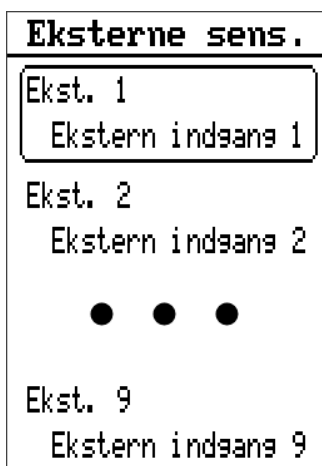 Eksterne sens.
Ekst. 1
Ekstern indgang 1
Ekst. 2
Ekstern indgang 2
● ● ●
Ekst. 9
Ekstern indgang 9